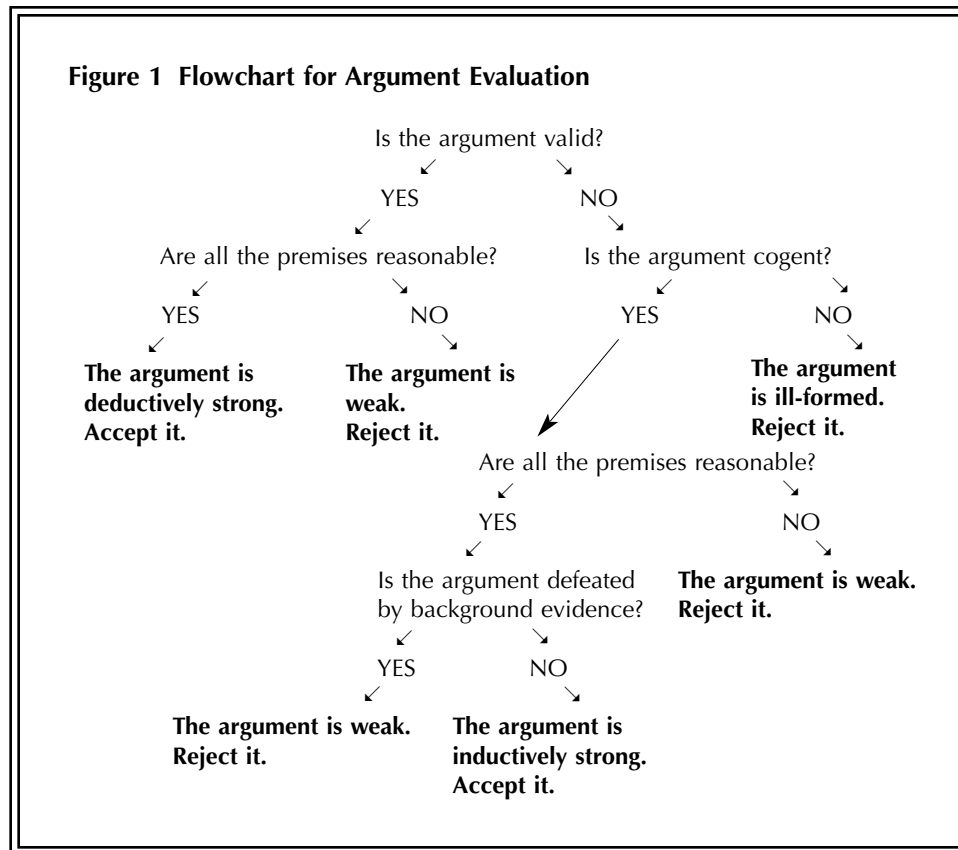 Figure 1 Flowchart for Argument Evaluation
Is the argument valid?
YES
NO
Are all the premises reasonable?
Is the argument cogent?
YES
NO
YES
NO
The argument is
deductively strong.
Accept it.
The argument is
weak.
Reject it.
The argument
is ill-formed.
Reject it.
Are all the premises reasonable?
YES
NO
Is the argument defeated
by background evidence?
The argument is weak.
Reject it.
YES
NO
The argument is weak.
Reject it.
The argument is
inductively strong.
Accept it.